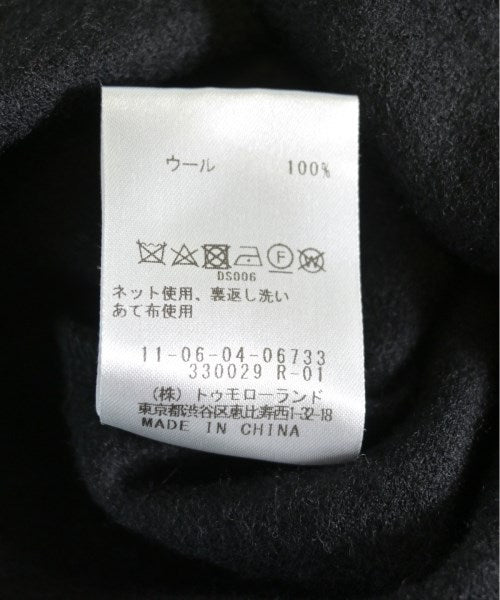 ウール 100%
DS006
ネット使用、裏返し洗い
あて布使用
11-06-04-06733
330029 R-01
(株) トゥモローランド
東京都渋谷区恵比寿西1-32-18
MADE IN CHINA